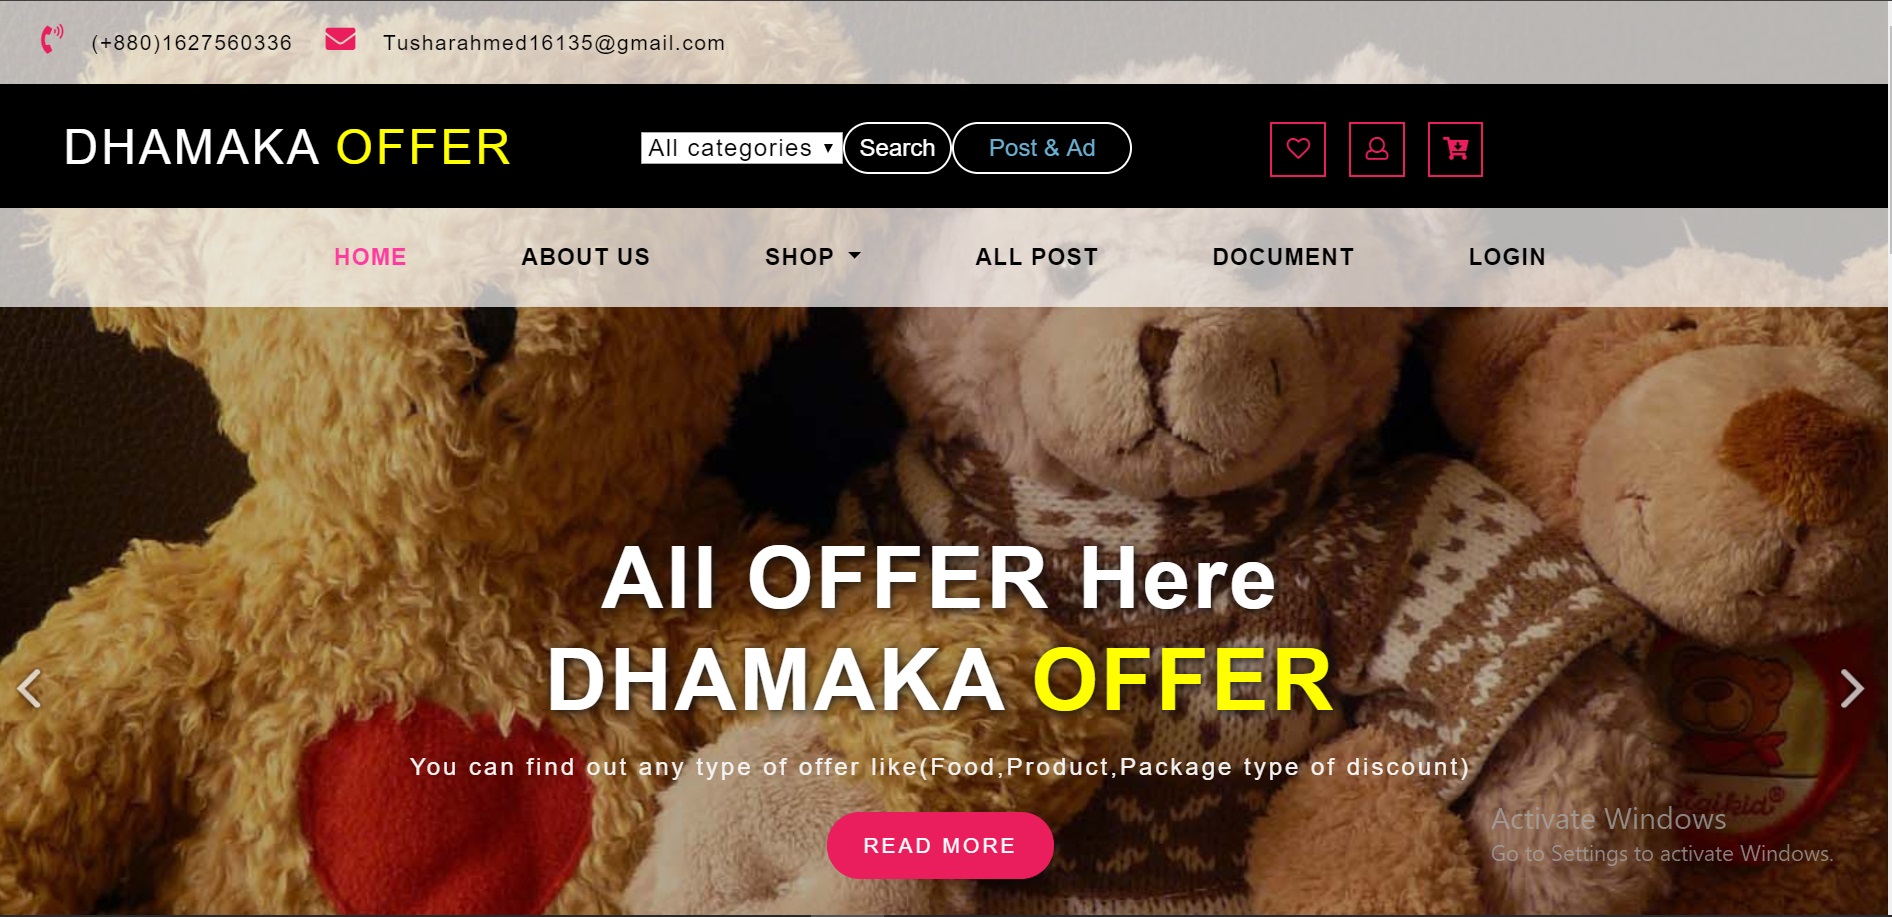 (+880)1627560336 Tusharahmed16135@gmail.com
DHAMAKA OFFER All categories Search Post & Ad
HOME ABOUT US SHOP ALL POST DOCUMENT LOGIN
All OFFER Here
DHAMAKA OFFER
You can find out any type of offer like(Food,Product,Package type of discount)
READ MORE
Activate Windows
Go to Settings to activate Windows.